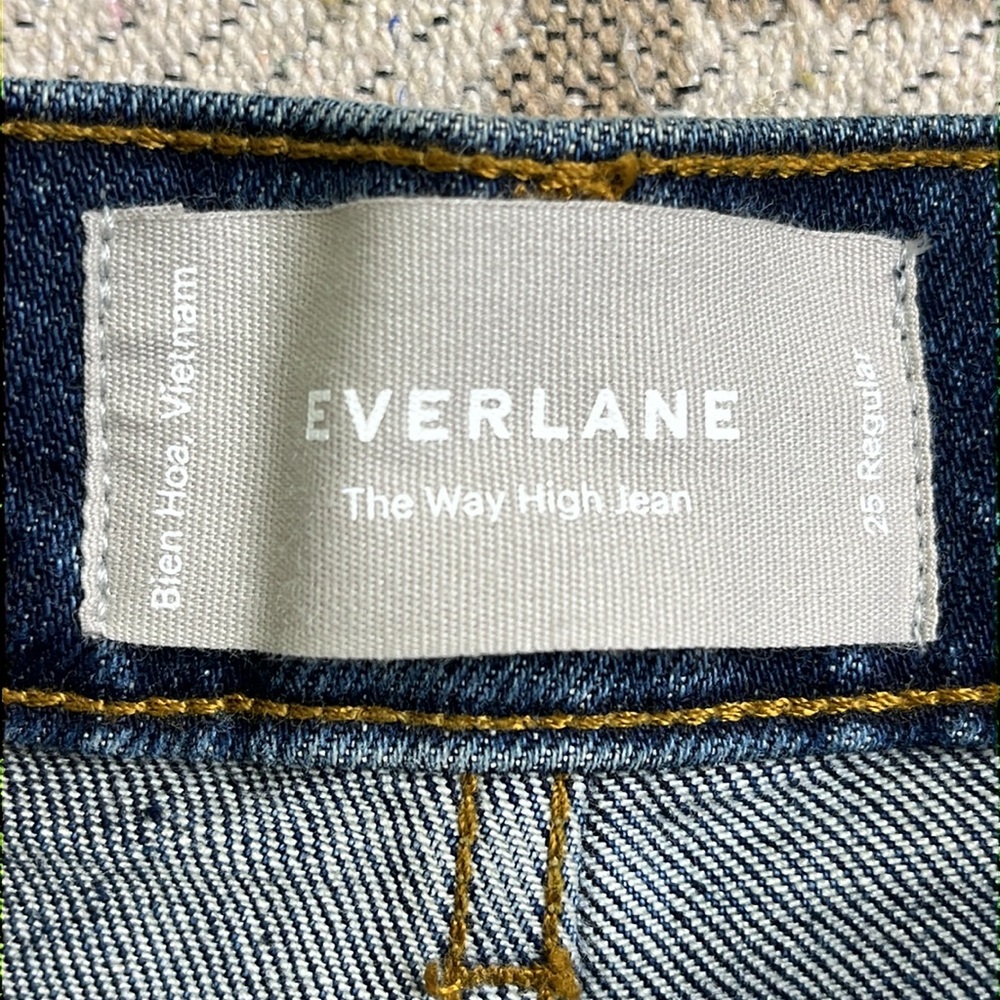 Bien Hoa, Vietnam
EVERLANE
The Way High Jean
25 Regular